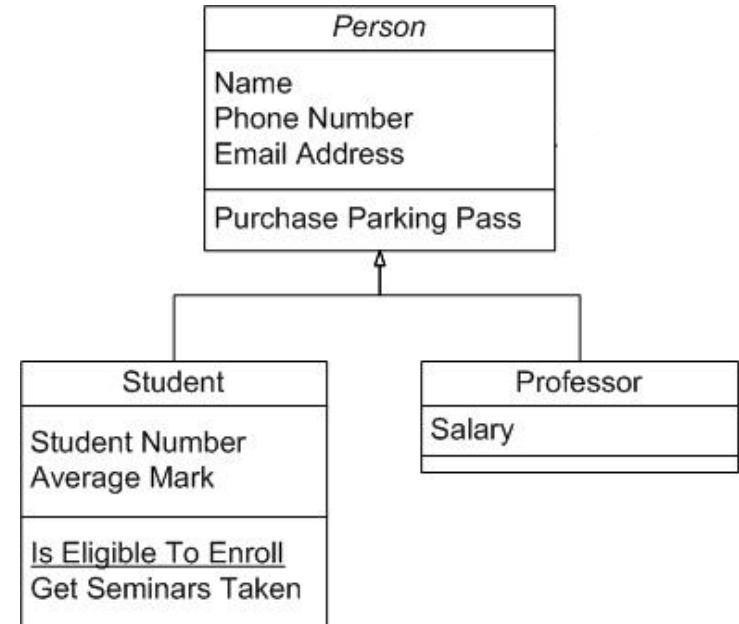 Person
Name
Phone Number
Email Address
Purchase Parking Pass
Student
Student Number
Average Mark
Is Eligible To Enroll
Get Seminars Taken
Professor
Salary